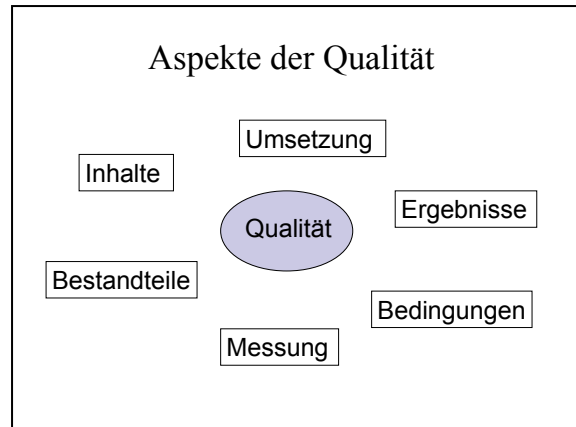 Aspekte der Qualität
Umsetzung
Inhalte
Ergebnisse
Qualität
Bestandteile
Bedingungen
Messung